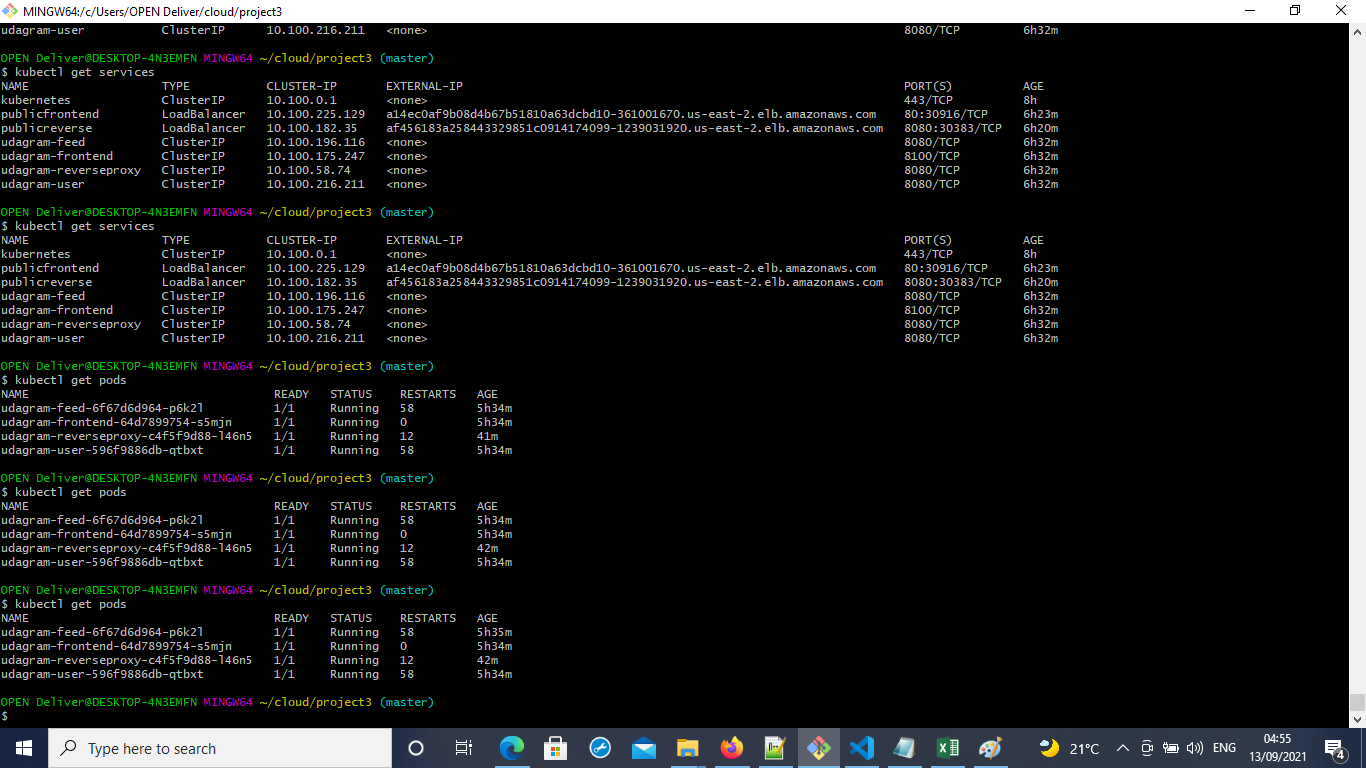 MINGW64:/c/Users/OPEN Deliver/cloud/project3
udagram-user ClusterIP 10.100.216.211 <none> 8080/TCP 6h32m
OPEN Deliver@DESKTOP-4N3EMFN MINGW64 ~/cloud/project3 (master)
$ kubectl get services
NAME TYPE CLUSTER-IP EXTERNAL-IP PORT(S) AGE
kubernetes ClusterIP 10.100.0.1 <none> 443/TCP 8h
publicfrontend LoadBalancer 10.100.225.129 a14ec0af9b08d4b67b51810a63dcbd10-361001670.us-east-2.elb.amazonaws.com 80:30916/TCP 6h23m
publicreverse LoadBalancer 10.100.182.35 af456183a258443329851c0914174099-1239031920.us-east-2.elb.amazonaws.com 8080:30383/TCP 6h20m
udagram-feed ClusterIP 10.100.196.116 <none> 8080/TCP 6h32m
udagram-frontend ClusterIP 10.100.175.247 <none> 8100/TCP 6h32m
udagram-reverseproxy ClusterIP 10.100.58.74 <none> 8080/TCP 6h32m
udagram-user ClusterIP 10.100.216.211 <none> 8080/TCP 6h32m
OPEN Deliver@DESKTOP-4N3EMFN MINGW64 ~/cloud/project3 (master)
$ kubectl get services
NAME TYPE CLUSTER-IP EXTERNAL-IP PORT(S) AGE
kubernetes ClusterIP 10.100.0.1 <none> 443/TCP 8h
publicfrontend LoadBalancer 10.100.225.129 a14ec0af9b08d4b67b51810a63dcbd10-361001670.us-east-2.elb.amazonaws.com 80:30916/TCP 6h23m
publicreverse LoadBalancer 10.100.182.35 af456183a258443329851c0914174099-1239031920.us-east-2.elb.amazonaws.com 8080:30383/TCP 6h20m
udagram-feed ClusterIP 10.100.196.116 <none> 8080/TCP 6h32m
udagram-frontend ClusterIP 10.100.175.247 <none> 8100/TCP 6h32m
udagram-reverseproxy ClusterIP 10.100.58.74 <none> 8080/TCP 6h32m
udagram-user ClusterIP 10.100.216.211 <none> 8080/TCP 6h32m
OPEN Deliver@DESKTOP-4N3EMFN MINGW64 ~/cloud/project3 (master)
$ kubectl get pods
NAME READY STATUS RESTARTS AGE
udagram-feed-6f67d6d964-p6k2l 1/1 Running 58 5h34m
udagram-frontend-64d7899754-s5mjn 1/1 Running 0 5h34m
udagram-reverseproxy-c4f5f9d88-l46n5 1/1 Running 12 41m
udagram-user-596f9886db-qtbxt 1/1 Running 58 5h34m
OPEN Deliver@DESKTOP-4N3EMFN MINGW64 ~/cloud/project3 (master)
$ kubectl get pods
NAME READY STATUS RESTARTS AGE
udagram-feed-6f67d6d964-p6k2l 1/1 Running 58 5h34m
udagram-frontend-64d7899754-s5mjn 1/1 Running 0 5h34m
udagram-reverseproxy-c4f5f9d88-l46n5 1/1 Running 12 42m
udagram-user-596f9886db-qtbxt 1/1 Running 58 5h34m
OPEN Deliver@DESKTOP-4N3EMFN MINGW64 ~/cloud/project3 (master)
$ kubectl get pods
NAME READY STATUS RESTARTS AGE
udagram-feed-6f67d6d964-p6k2l 1/1 Running 58 5h35m
udagram-frontend-64d7899754-s5mjn 1/1 Running 0 5h34m
udagram-reverseproxy-c4f5f9d88-l46n5 1/1 Running 12 42m
udagram-user-596f9886db-qtbxt 1/1 Running 58 5h34m
OPEN Deliver@DESKTOP-4N3EMFN MINGW64 ~/cloud/project3 (master)
$
Type here to search
21°C
ENG
04:55
13/09/2021
4